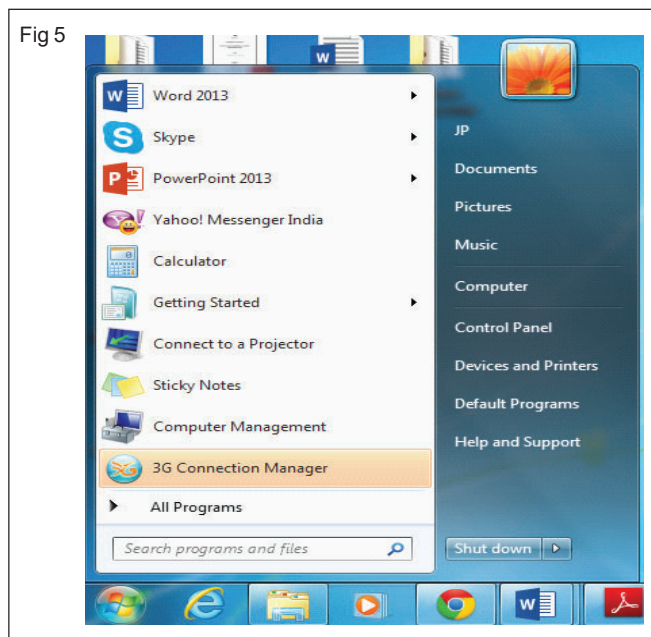 Fig 5
Word 2013
Skype
PowerPoint 2013
Yahoo! Messenger India
Calculator
Getting Started
Connect to a Projector
Sticky Notes
Computer Management
3G Connection Manager
All Programs
Search programs and files
JP
Documents
Pictures
Music
Computer
Control Panel
Devices and Printers
Default Programs
Help and Support
Shut down